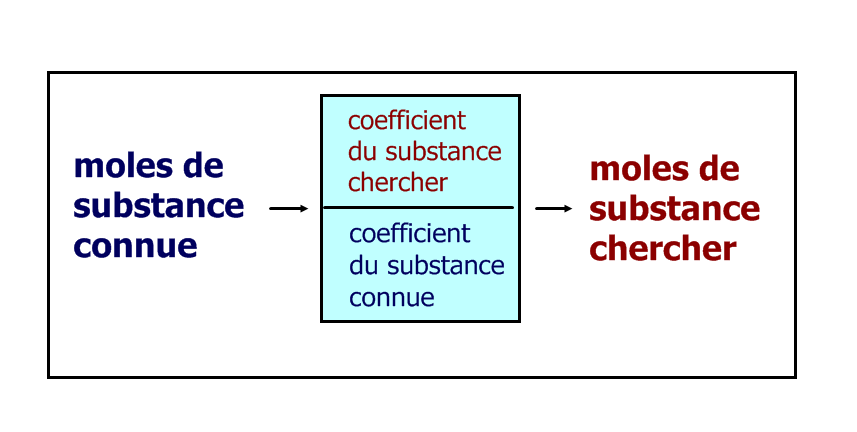 moles de
substance
connue
coefficient
du substance
chercher
coefficient
du substance
connue
moles de
substance
chercher